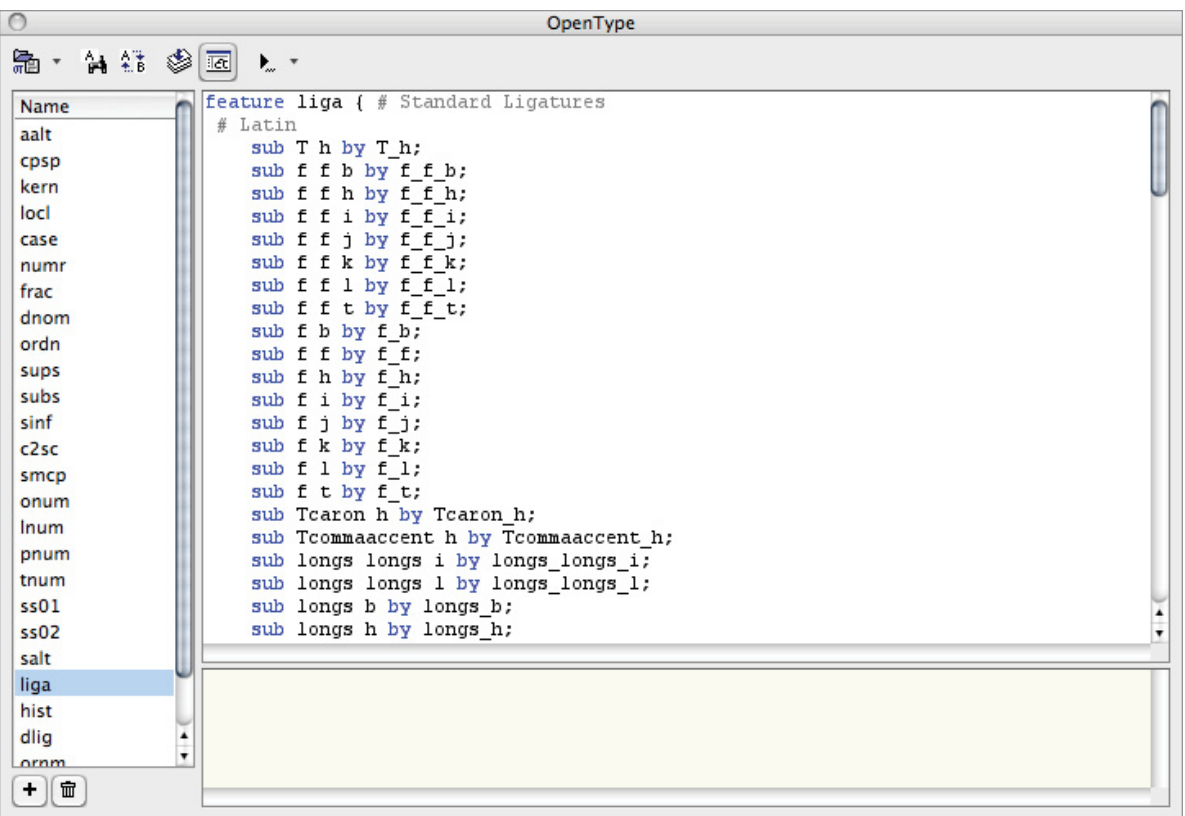 OpenType
Name
aalt
cpsp
kern
locl
case
numr
frac
dnom
ordn
sups
subs
sinf
c2sc
smcp
onum
lnum
pnum
tnum
ss01
ss02
salt
liga
hist
dlig
ornm
feature liga { # Standard Ligatures
# Latin
sub T h by T_h;
sub f f b by f_f_b;
sub f f h by f_f_h;
sub f f i by f_f_i;
sub f f j by f_f_j;
sub f f k by f_f_k;
sub f f l by f_f_l;
sub f f t by f_f_t;
sub f b by f_b;
sub f f by f_f;
sub f h by f_h;
sub f i by f_i;
sub f j by f_j;
sub f k by f_k;
sub f l by f_l;
sub f t by f_t;
sub Tcaron h by Tcaron_h;
sub Tcommaaccent h by Tcommaaccent_h;
sub longs longs i by longs_longs_i;
sub longs longs l by longs_longs_l;
sub longs b by longs_b;
sub longs h by longs_h;